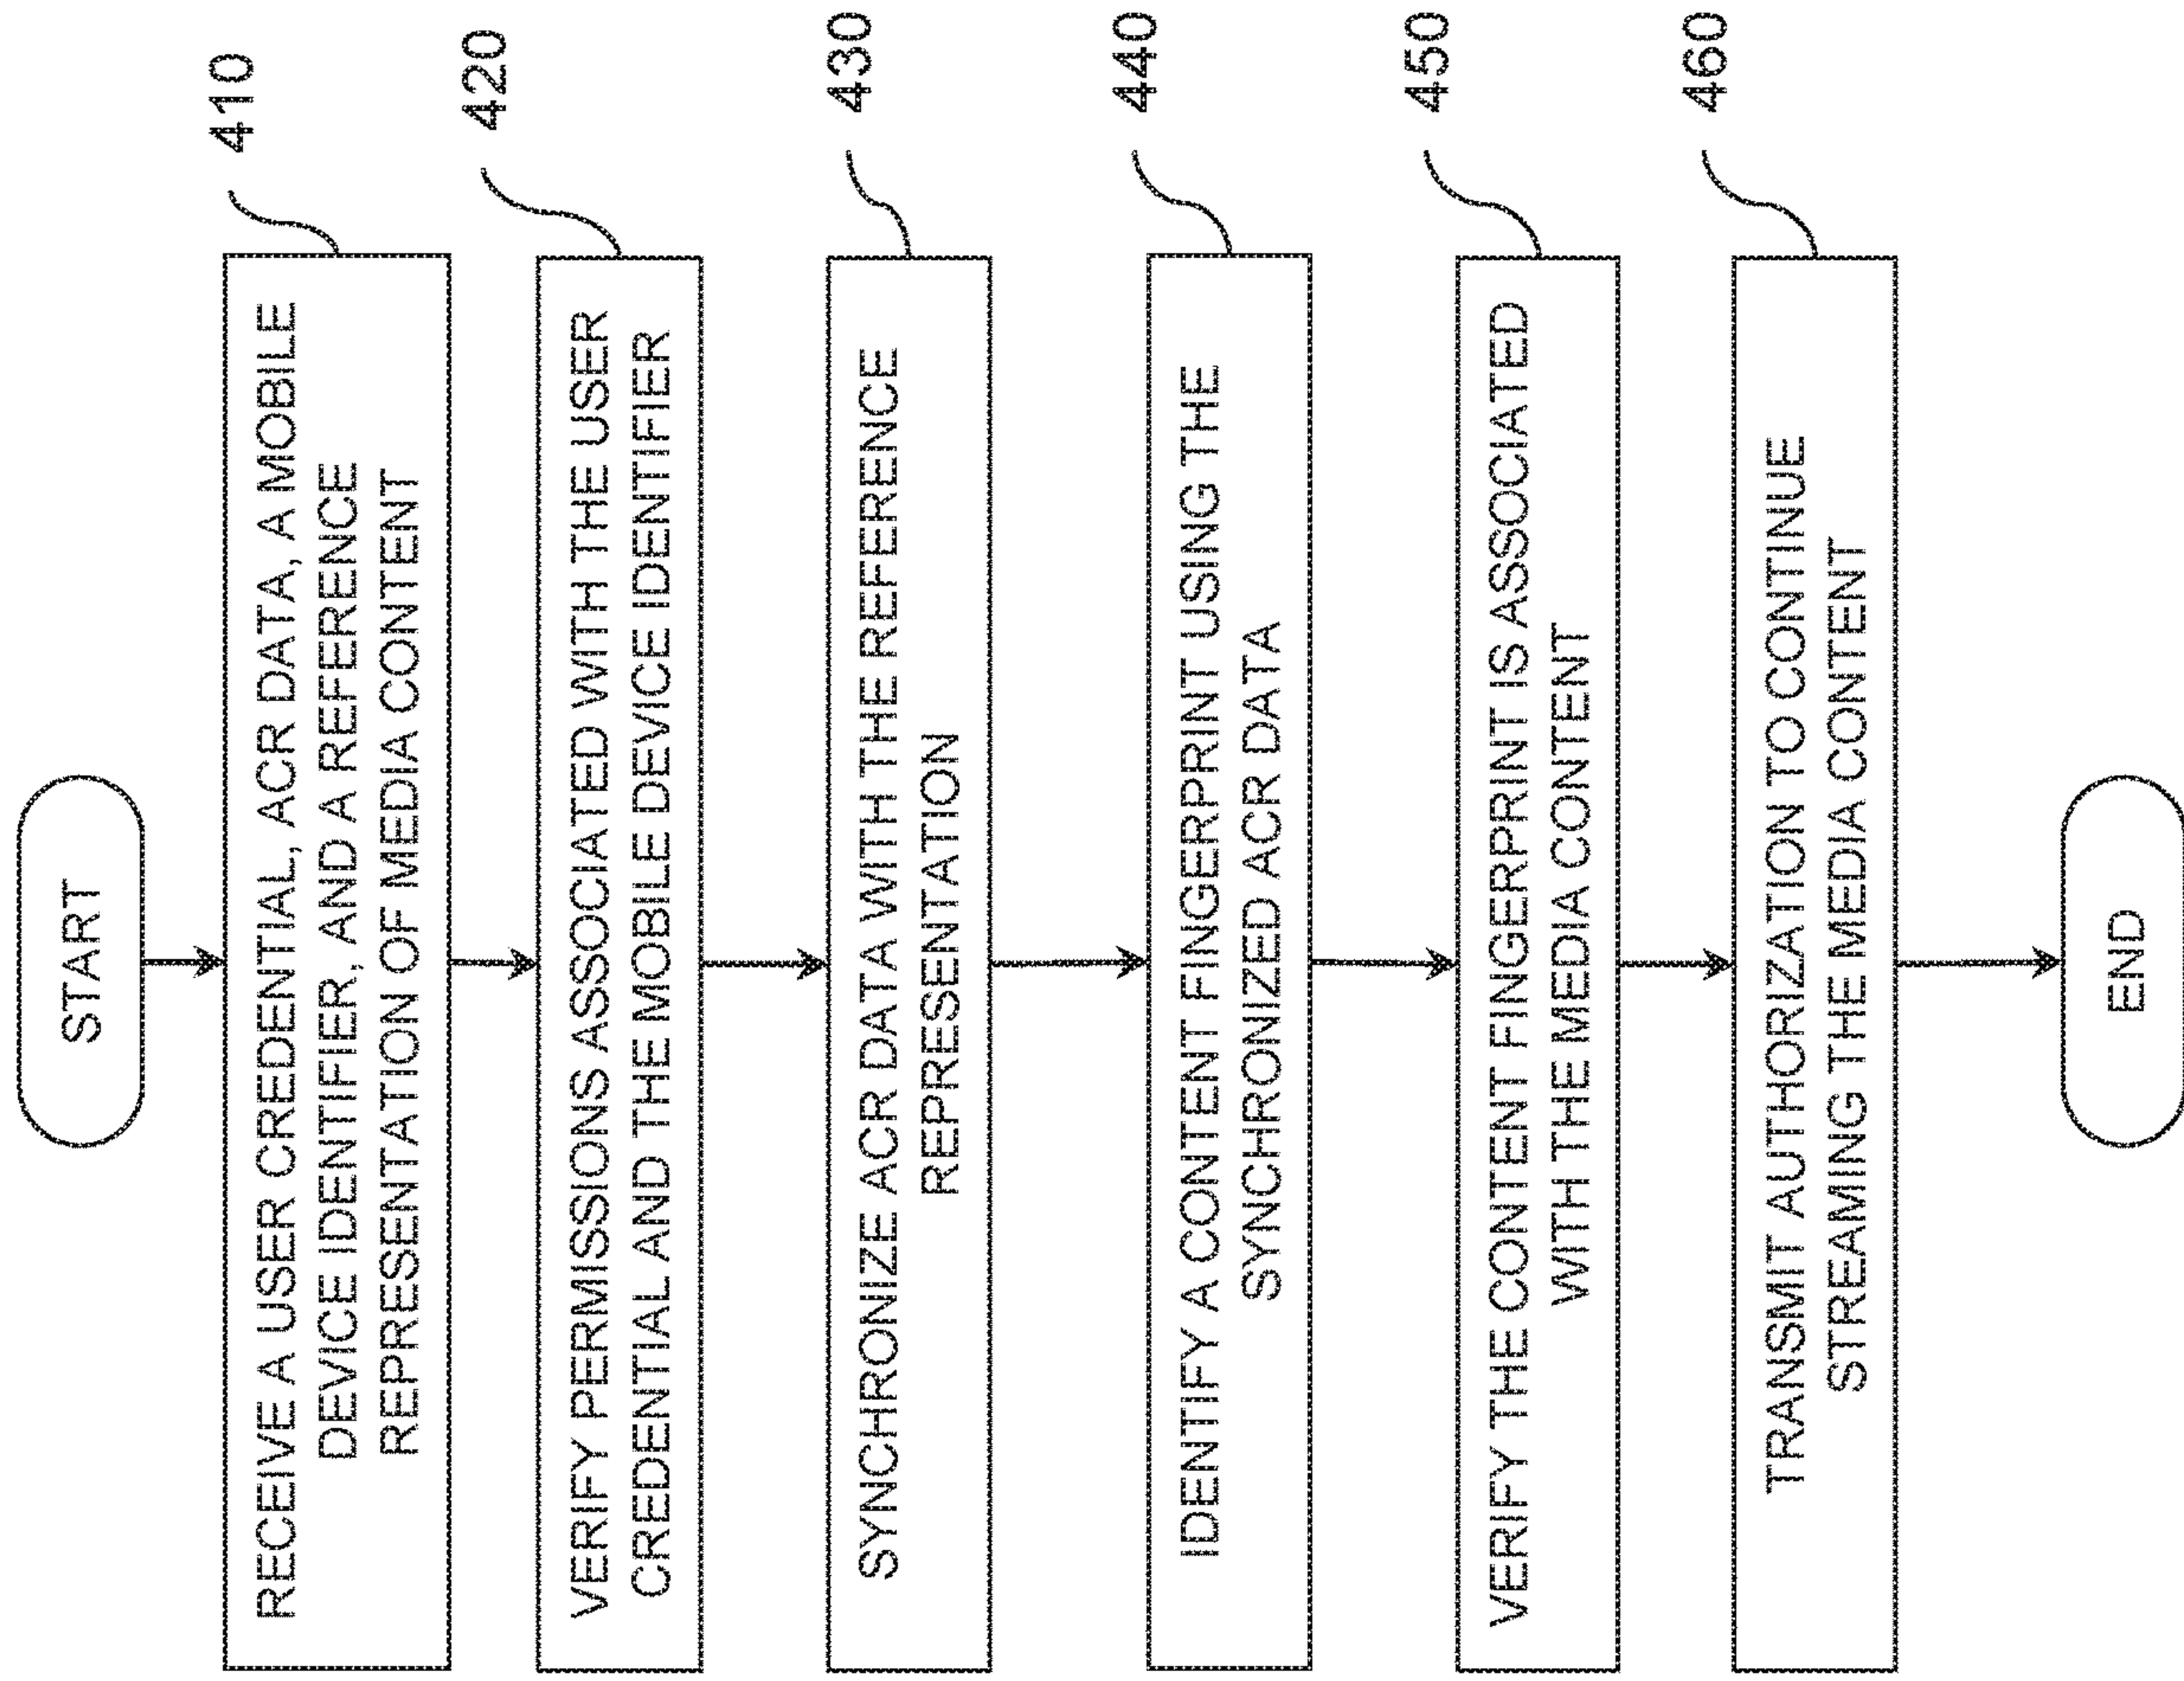 START
410
RECEIVE A USER CREDENTIAL, ACR DATA, A MOBILE
DEVICE IDENTIFIER, AND A REFERENCE
REPRESENTATION OF MEDIA CONTENT
420
VERIFY PERMISSIONS ASSOCIATED WITH THE USER
CREDENTIAL AND THE MOBILE DEVICE IDENTIFIER
430
SYNCHRONIZE ACR DATA WITH THE REFERENCE
REPRESENTATION
440
IDENTIFY A CONTENT FINGERPRINT USING THE
SYNCHRONIZED ACR DATA
450
VERIFY THE CONTENT FINGERPRINT IS ASSOCIATED
WITH THE MEDIA CONTENT
460
TRANSMIT AUTHORIZATION TO CONTINUE
STREAMING THE MEDIA CONTENT
END